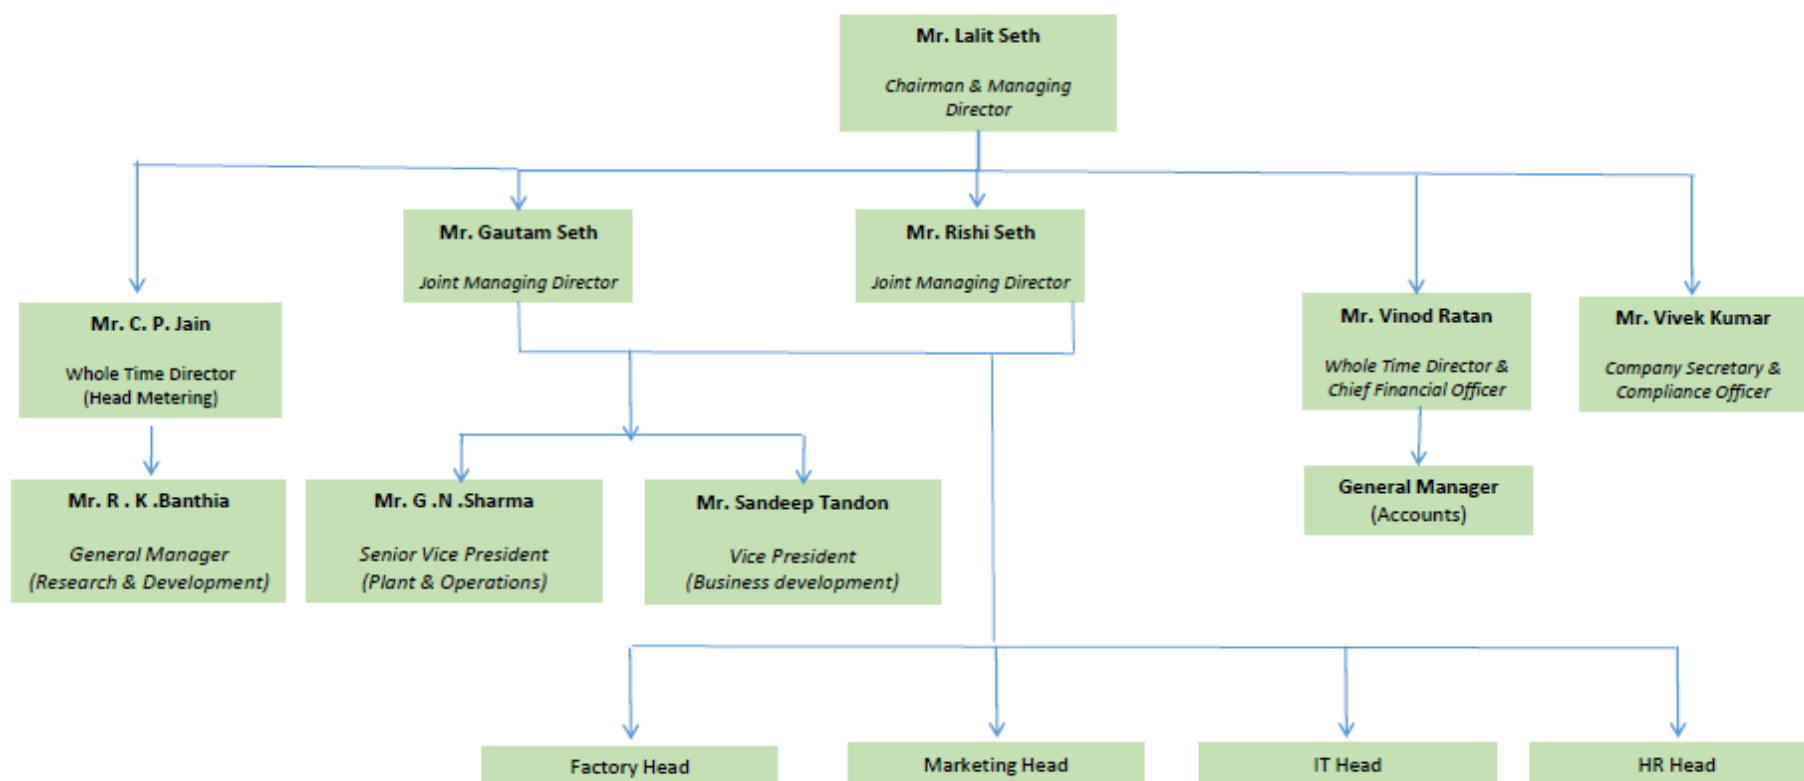 Mr. Lalit Seth
Chairman & Managing
Director
Mr. Gautam Seth
Joint Managing Director
Mr. Rishi Seth
Joint Managing Director
Mr. C. P. Jain
Whole Time Director
(Head Metering)
Mr. Vinod Ratan
Whole Time Director &
Chief Financial Officer
Mr. Vivek Kumar
Company Secretary &
Compliance Officer
Mr. R . K .Banthia
General Manager
(Research & Development)
Mr. G .N .Sharma
Senior Vice President
(Plant & Operations)
Mr. Sandeep Tandon
Vice President
(Business development)
General Manager
(Accounts)
Factory Head
Marketing Head
IT Head
HR Head